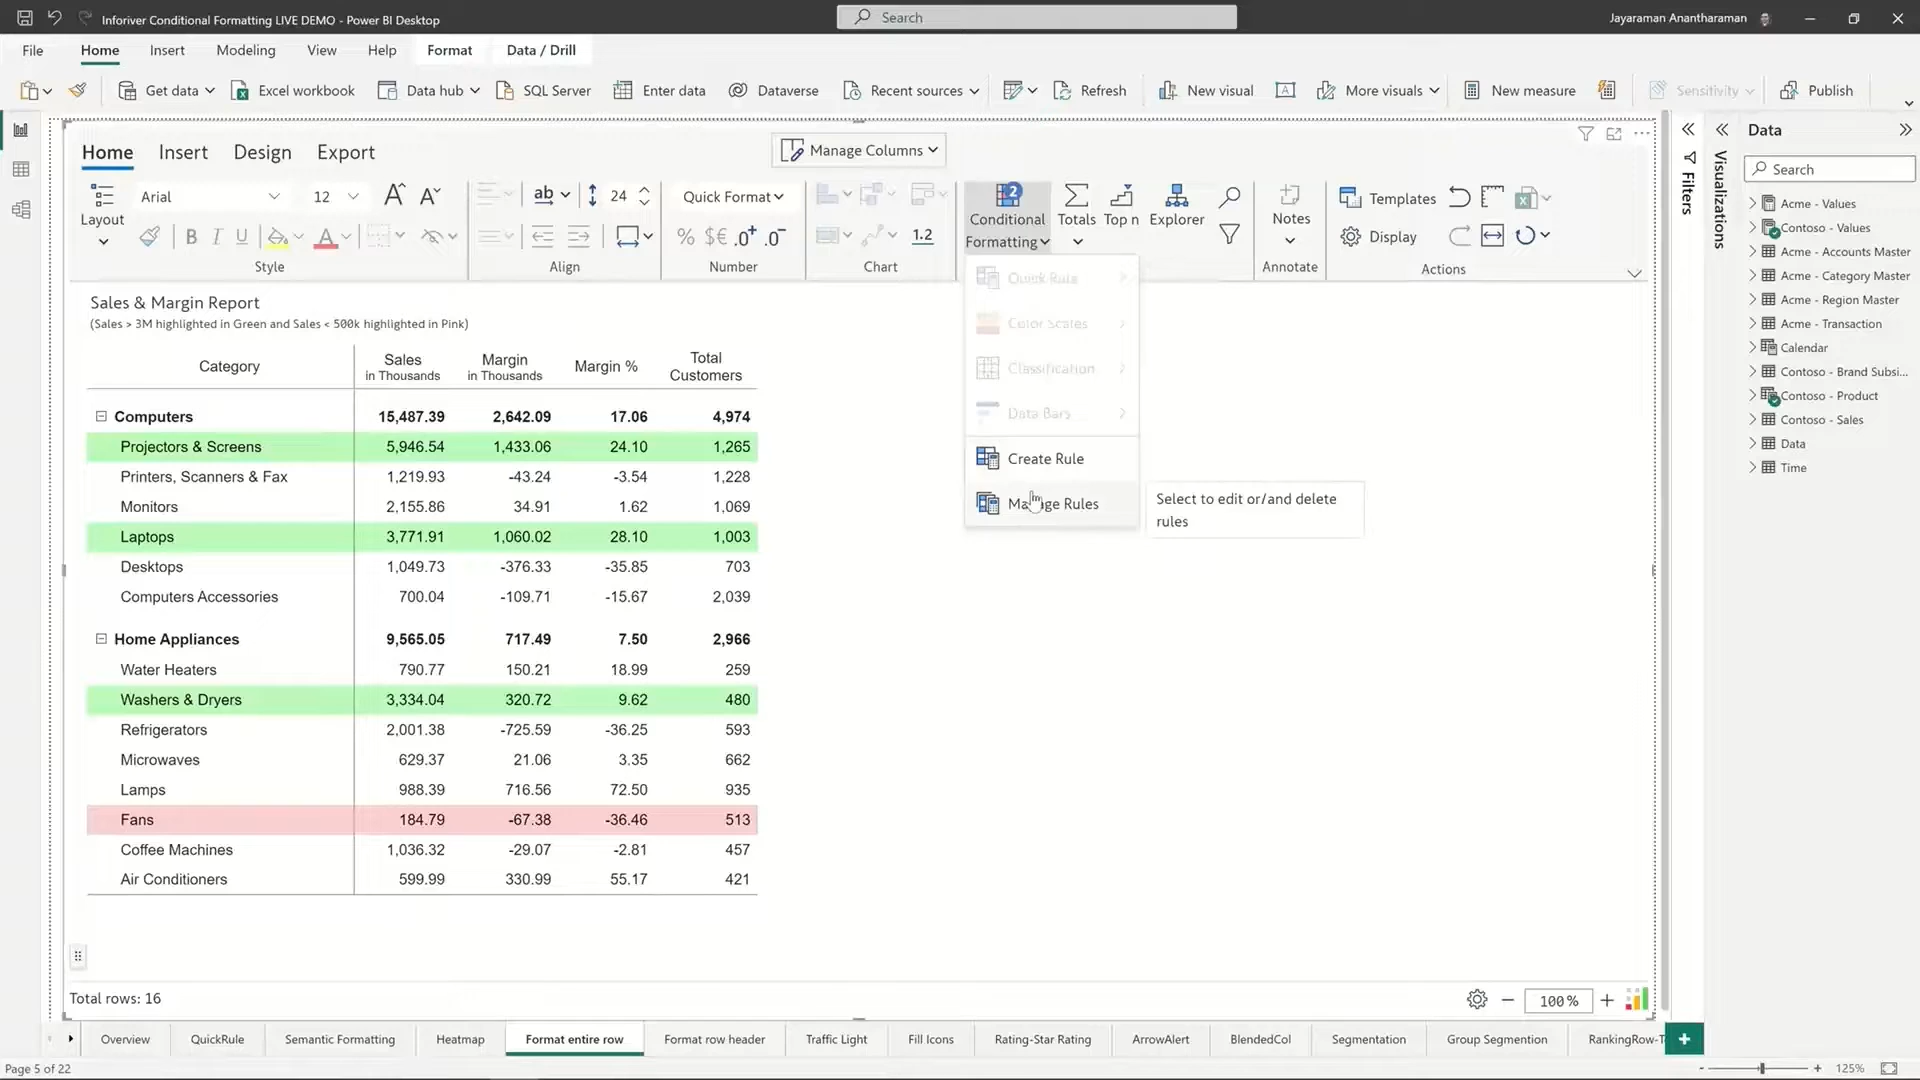 Inforiver Conditional Formatting LIVE DEMO - Power BI Desktop
Search
Jayaraman Anantharaman
File Home Insert Modeling View Help Format Data / Drill
Get data Excel workbook Data hub SQL Server Enter data Dataverse Recent sources Refresh New visual More visuals New measure Sensitivity Publish
Home Insert Design Export
Manage Columns
Layout
Arial 12
B I U
Style
ab 24
Align
Quick Format
% $€ .0+ .0-
Number
1.2
Chart
2
Conditional
Formatting
Totals Top n Explorer
Notes
Annotate
Templates
Display
Actions
Quick Rule
Color Scales
Classification
Data Bars
Create Rule
Manage Rules
Select to edit or/and delete
rules
Sales & Margin Report
(Sales > 3M highlighted in Green and Sales < 500k highlighted in Pink)
Category Sales in Thousands Margin in Thousands Margin % Total Customers
Computers 15,487.39 2,642.09 17.06 4,974
Projectors & Screens 5,946.54 1,433.06 24.10 1,265
Printers, Scanners & Fax 1,219.93 -43.24 -3.54 1,228
Monitors 2,155.86 34.91 1.62 1,069
Laptops 3,771.91 1,060.02 28.10 1,003
Desktops 1,049.73 -376.33 -35.85 703
Computers Accessories 700.04 -109.71 -15.67 2,039
Home Appliances 9,565.05 717.49 7.50 2,966
Water Heaters 790.77 150.21 18.99 259
Washers & Dryers 3,334.04 320.72 9.62 480
Refrigerators 2,001.38 -725.59 -36.25 593
Microwaves 629.37 21.06 3.35 662
Lamps 988.39 716.56 72.50 935
Fans 184.79 -67.38 -36.46 513
Coffee Machines 1,036.32 -29.07 -2.81 457
Air Conditioners 599.99 330.99 55.17 421
Total rows: 16
100 %
Filters
Visualizations
Data
Search
Acme - Values
Contoso - Values
Acme - Accounts Master
Acme - Category Master
Acme - Region Master
Acme - Transaction
Calendar
Contoso - Brand Subsi...
Contoso - Product
Contoso - Sales
Data
Time
Overview QuickRule Semantic Formatting Heatmap Format entire row Format row header Traffic Light Fill Icons Rating-Star Rating ArrowAlert BlendedCol Segmentation Group Segmention RankingRow-T
Page 5 of 22
125%